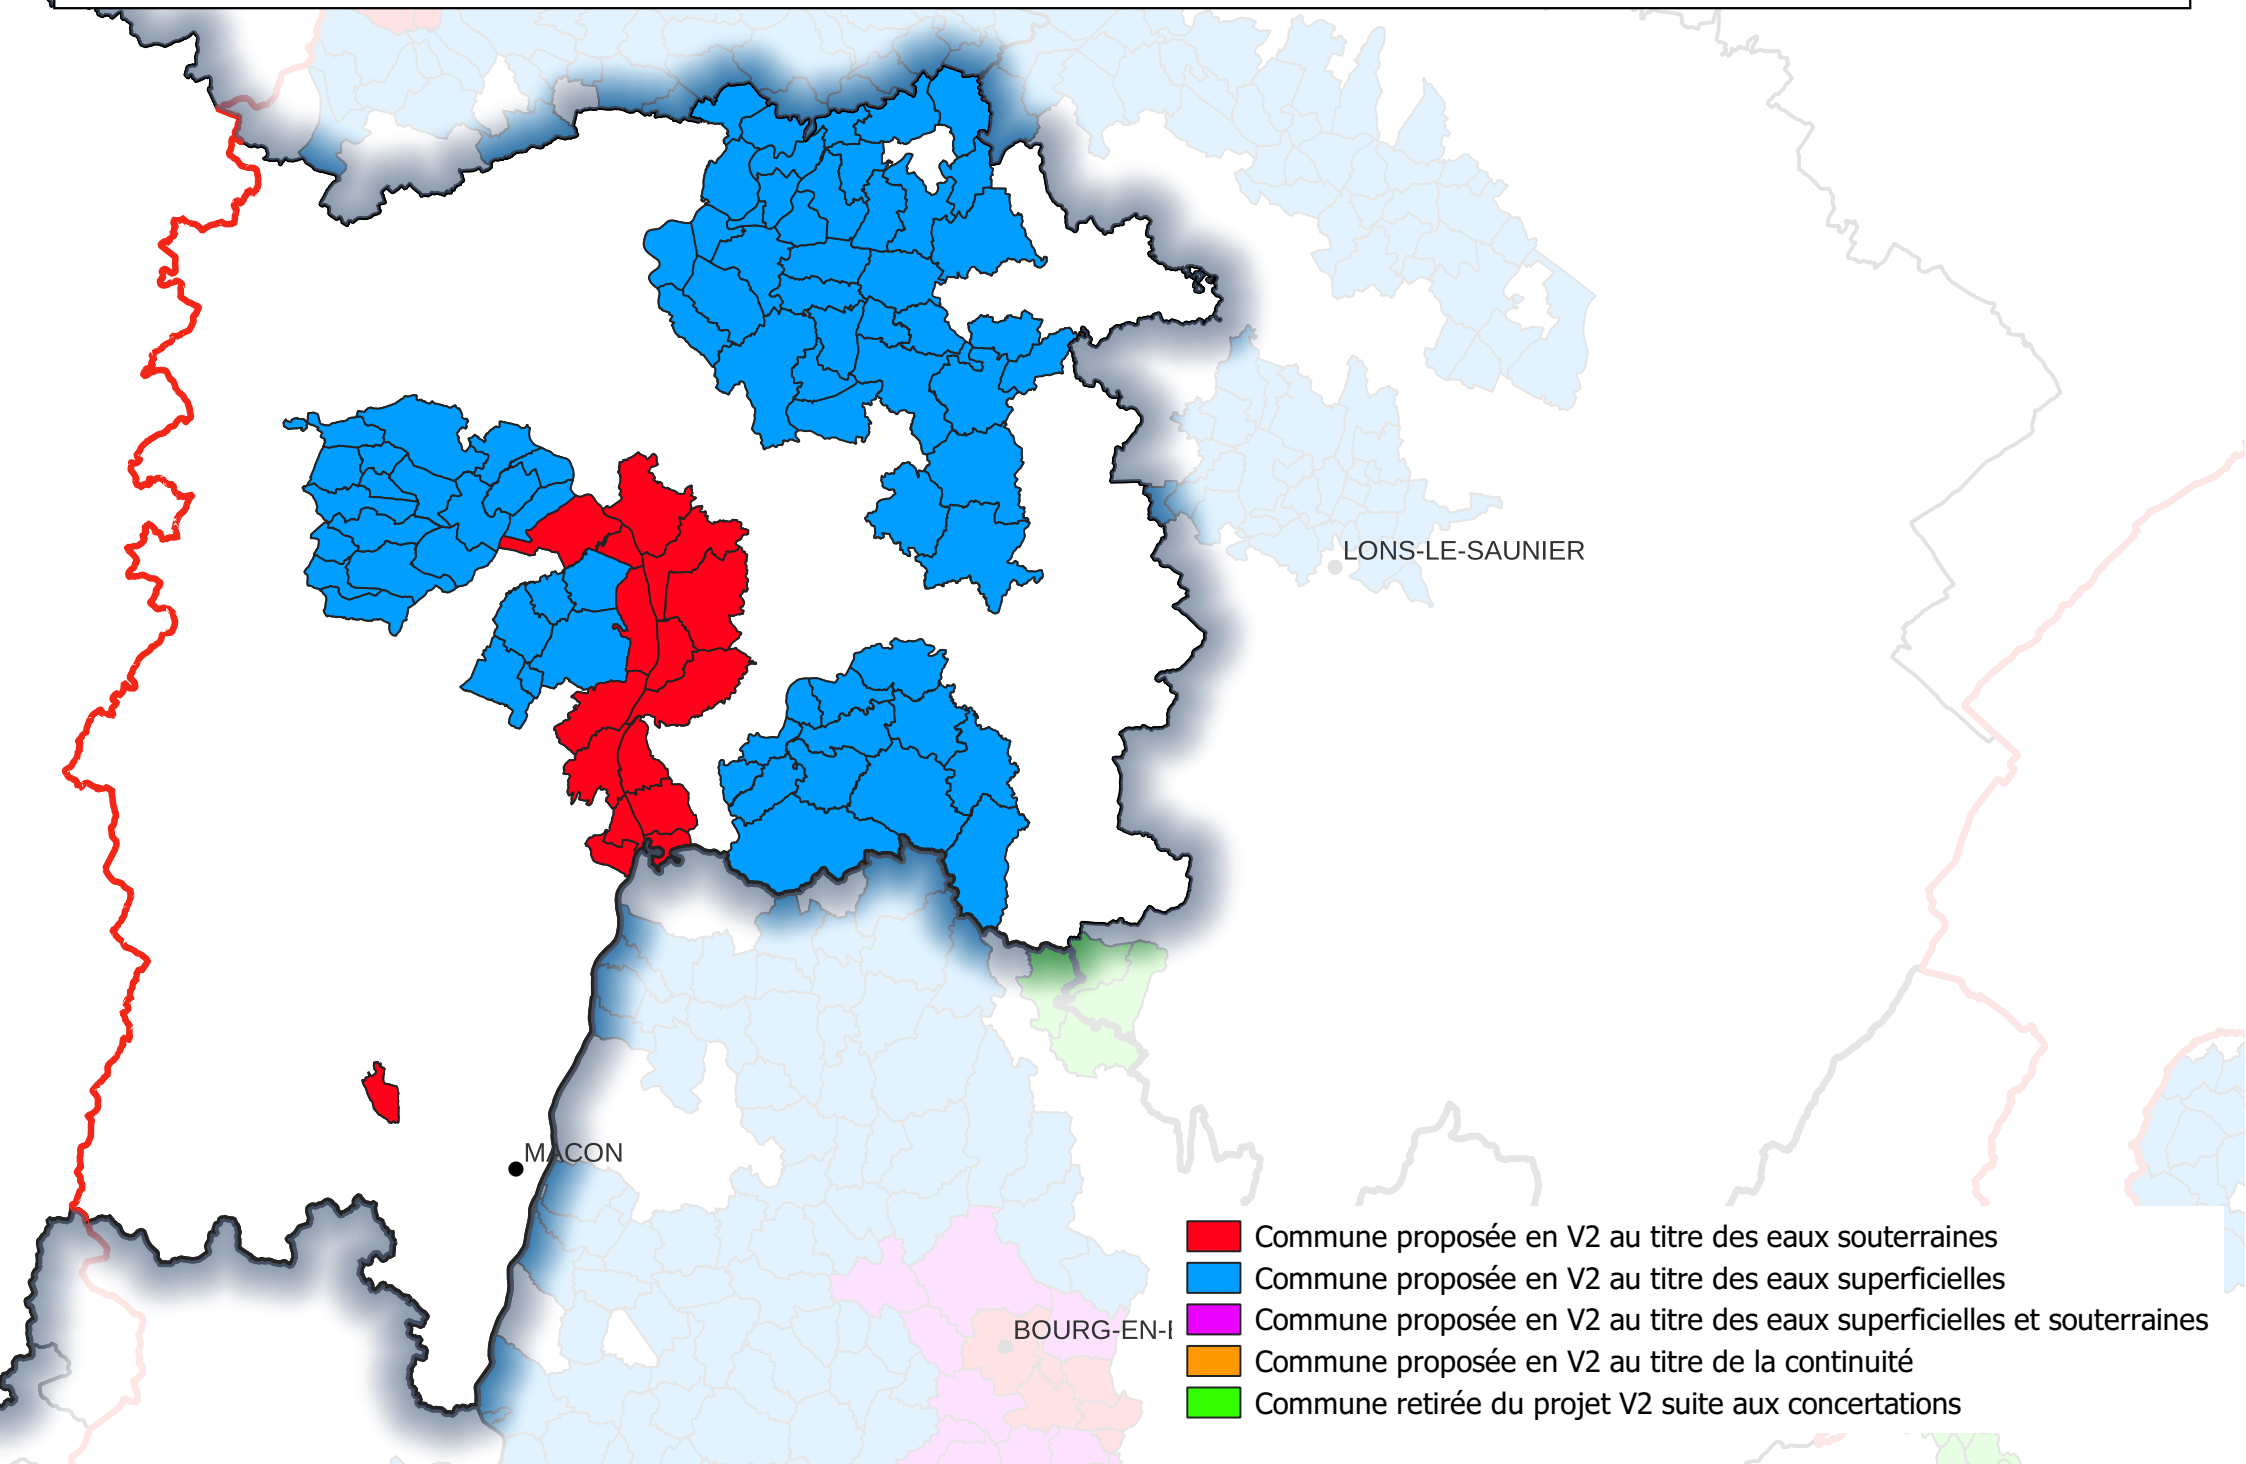 LONS-LE-SAUNIER
MACON
BOURG-EN-
Commune proposée en V2 au titre des eaux souterraines
Commune proposée en V2 au titre des eaux superficielles
Commune proposée en V2 au titre des eaux superficielles et souterraines
Commune proposée en V2 au titre de la continuité
Commune retirée du projet V2 suite aux concertations